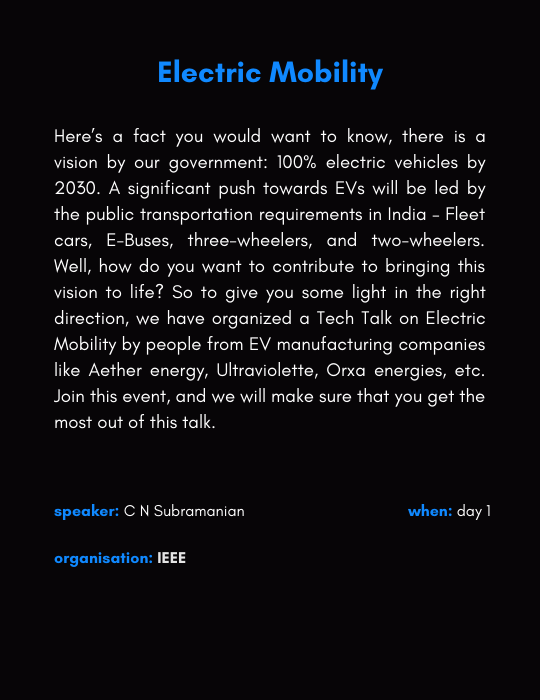 Electric Mobility
Here's a fact you would want to know, there is a
vision by our government: 100% electric vehicles by
2030. A significant push towards EVs will be led by
the public transportation requirements in India - Fleet
cars, E-Buses, three-wheelers, and two-wheelers.
Well, how do you want to contribute to bringing this
vision to life? So to give you some light in the right
direction, we have organized a Tech Talk on Electric
Mobility by people from EV manufacturing companies
like Aether energy, Ultraviolette, Orxa energies, etc.
Join this event, and we will make sure that you get the
most out of this talk.
speaker: C N Subramanian when: day 1
organisation: IEEE